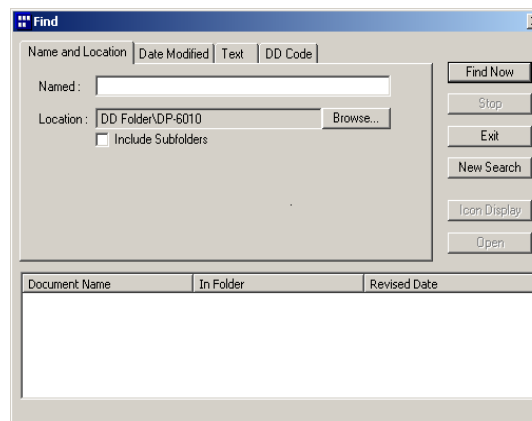 Find
Name and Location Date Modified Text DD Code
Named :
Location : DD Folder\DP-6010 Browse...
Include Subfolders
Find Now
Stop
Exit
New Search
Icon Display
Open
Document Name In Folder Revised Date